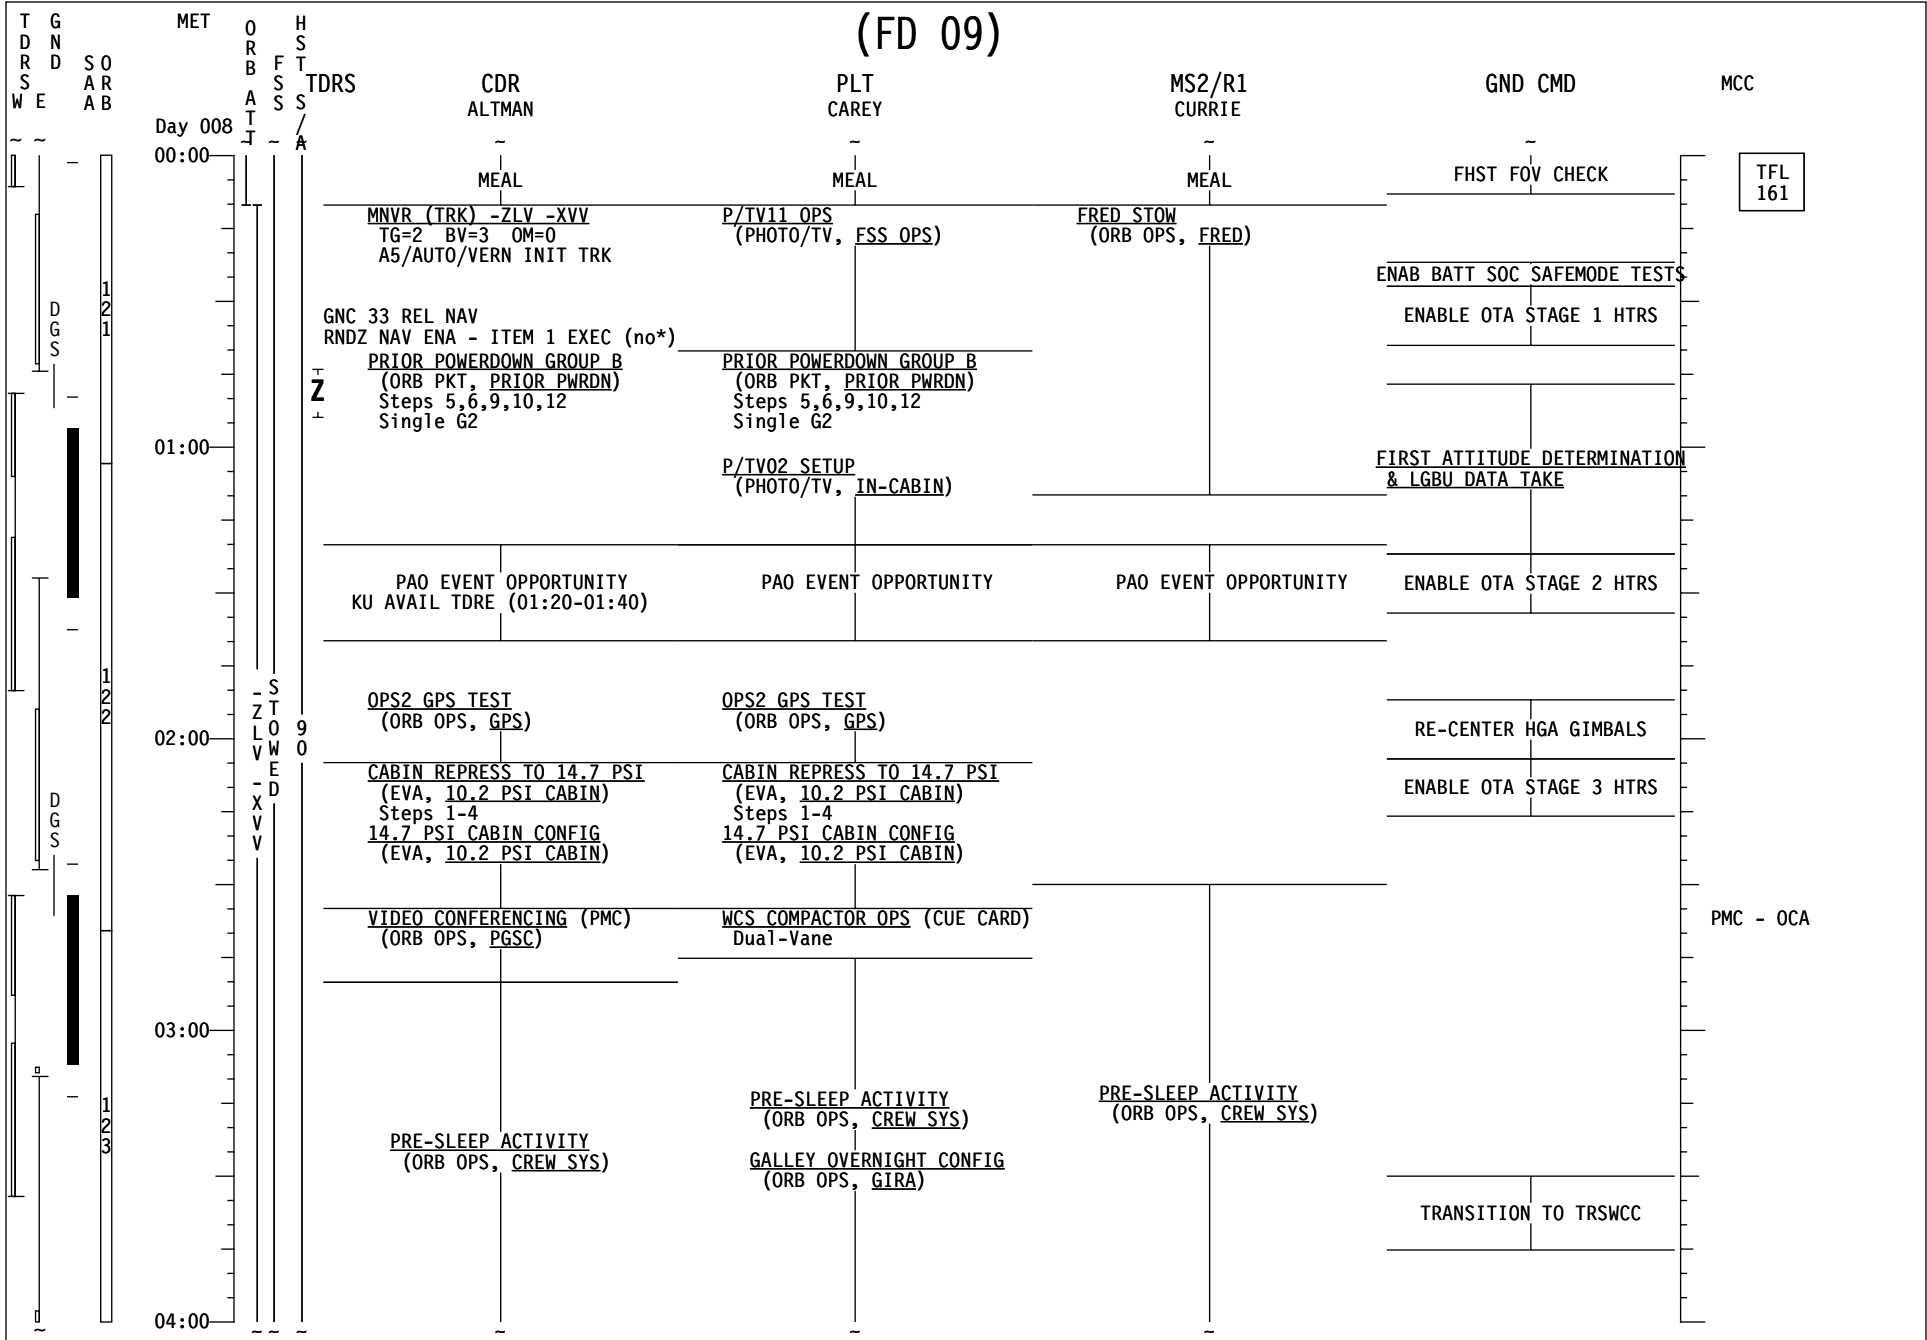 (FD 09)
TDRS W E
GND
SAA
ORB
MET
ORB ATT
FSS
HST S/A
TDRS
CDR
ALTMAN
PLT
CAREY
MS2/R1
CURRIE
GND CMD
MCC
Day 008
~ ~ ~ ~ ~ ~ ~ ~
00:00
MEAL
MEAL
MEAL
FHST FOV CHECK
TFL
161
MNVR (TRK) -ZLV -XVV
TG=2 BV=3 OM=0
A5/AUTO/VERN INIT TRK
P/TV11 OPS
(PHOTO/TV, FSS OPS)
FRED STOW
(ORB OPS, FRED)
ENAB BATT SOC SAFEMODE TESTS
ENABLE OTA STAGE 1 HTRS
121
DGS
GNC 33 REL NAV
RNDZ NAV ENA - ITEM 1 EXEC (no*)
Z
PRIOR POWERDOWN GROUP B
(ORB PKT, PRIOR PWRDN)
Steps 5,6,9,10,12
Single G2
PRIOR POWERDOWN GROUP B
(ORB PKT, PRIOR PWRDN)
Steps 5,6,9,10,12
Single G2
01:00
P/TV02 SETUP
(PHOTO/TV, IN-CABIN)
FIRST ATTITUDE DETERMINATION
& LGBU DATA TAKE
PAO EVENT OPPORTUNITY
KU AVAIL TDRE (01:20-01:40)
PAO EVENT OPPORTUNITY
PAO EVENT OPPORTUNITY
ENABLE OTA STAGE 2 HTRS
122
-ZLV -XVV
STOWED
90
OPS2 GPS TEST
(ORB OPS, GPS)
OPS2 GPS TEST
(ORB OPS, GPS)
RE-CENTER HGA GIMBALS
02:00
CABIN REPRESS TO 14.7 PSI
(EVA, 10.2 PSI CABIN)
Steps 1-4
14.7 PSI CABIN CONFIG
(EVA, 10.2 PSI CABIN)
CABIN REPRESS TO 14.7 PSI
(EVA, 10.2 PSI CABIN)
Steps 1-4
14.7 PSI CABIN CONFIG
(EVA, 10.2 PSI CABIN)
ENABLE OTA STAGE 3 HTRS
DGS
VIDEO CONFERENCING (PMC)
(ORB OPS, PGSC)
WCS COMPACTOR OPS (CUE CARD)
Dual-Vane
PMC - OCA
03:00
123
PRE-SLEEP ACTIVITY
(ORB OPS, CREW SYS)
PRE-SLEEP ACTIVITY
(ORB OPS, CREW SYS)
GALLEY OVERNIGHT CONFIG
(ORB OPS, GIRA)
PRE-SLEEP ACTIVITY
(ORB OPS, CREW SYS)
TRANSITION TO TRSWCC
04:00
~ ~ ~ ~ ~ ~ ~